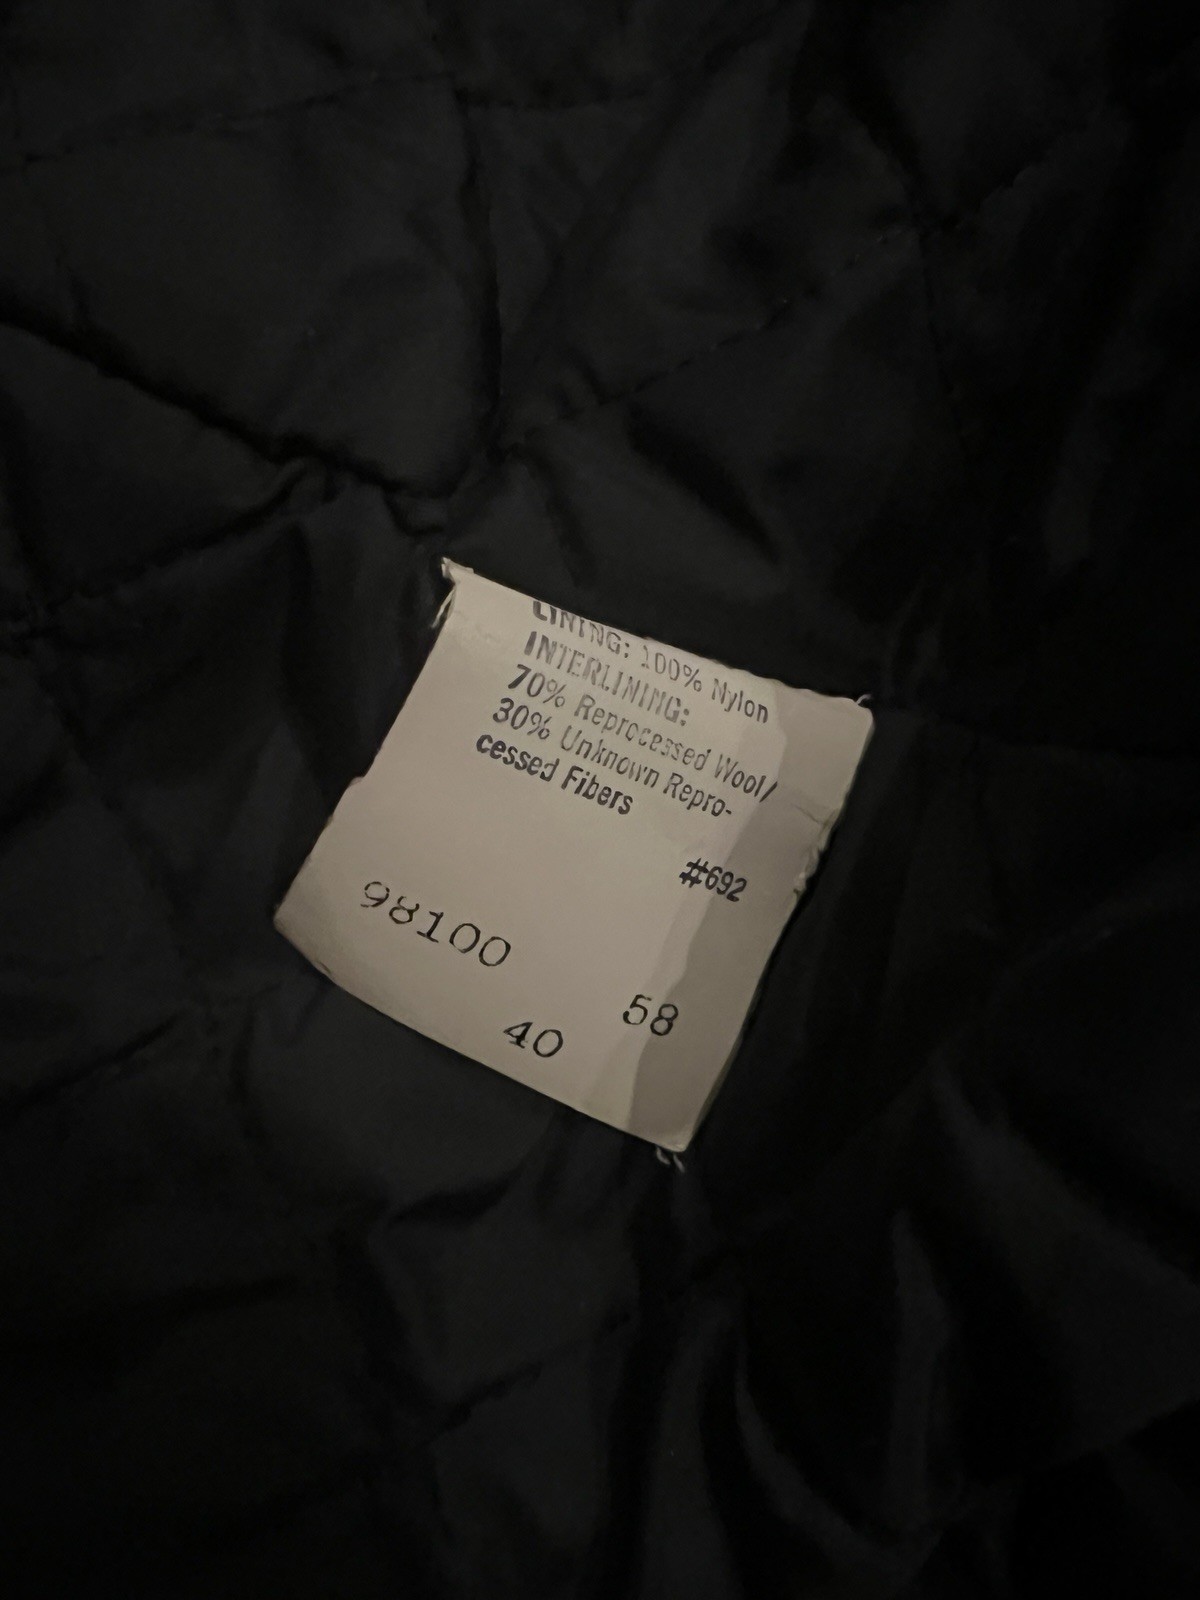 LINING: 100% Nylon
INTERLINING:
70% Reprocessed Wool/
30% Unknown Repro-
cessed Fibers
#692
98100
58
40